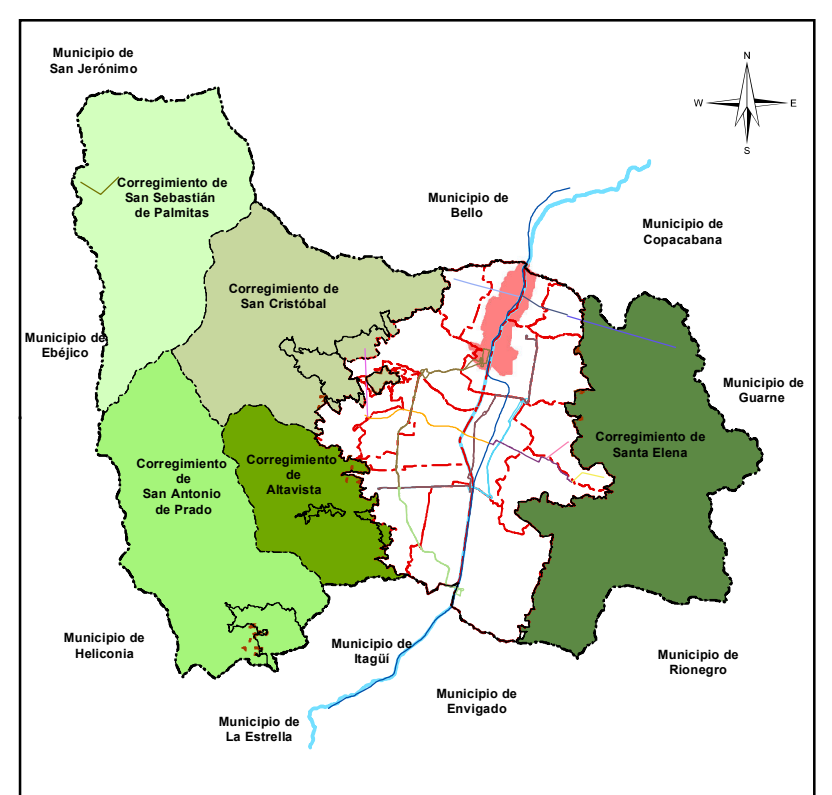 Municipio de
San Jerónimo
N
W
E
S
Corregimiento de
San Sebastián
de Palmitas
Municipio de
Bello
Municipio de
Copacabana
Corregimiento de
San Cristóbal
Municipio de
Ebéjico
Municipio de
Guarne
Corregimiento de
Santa Elena
Corregimiento
de
San Antonio
de Prado
Corregimiento
de
Altavista
Municipio de
Heliconia
Municipio de
Itagüí
Municipio de
Rionegro
Municipio de
Envigado
Municipio de
La Estrella